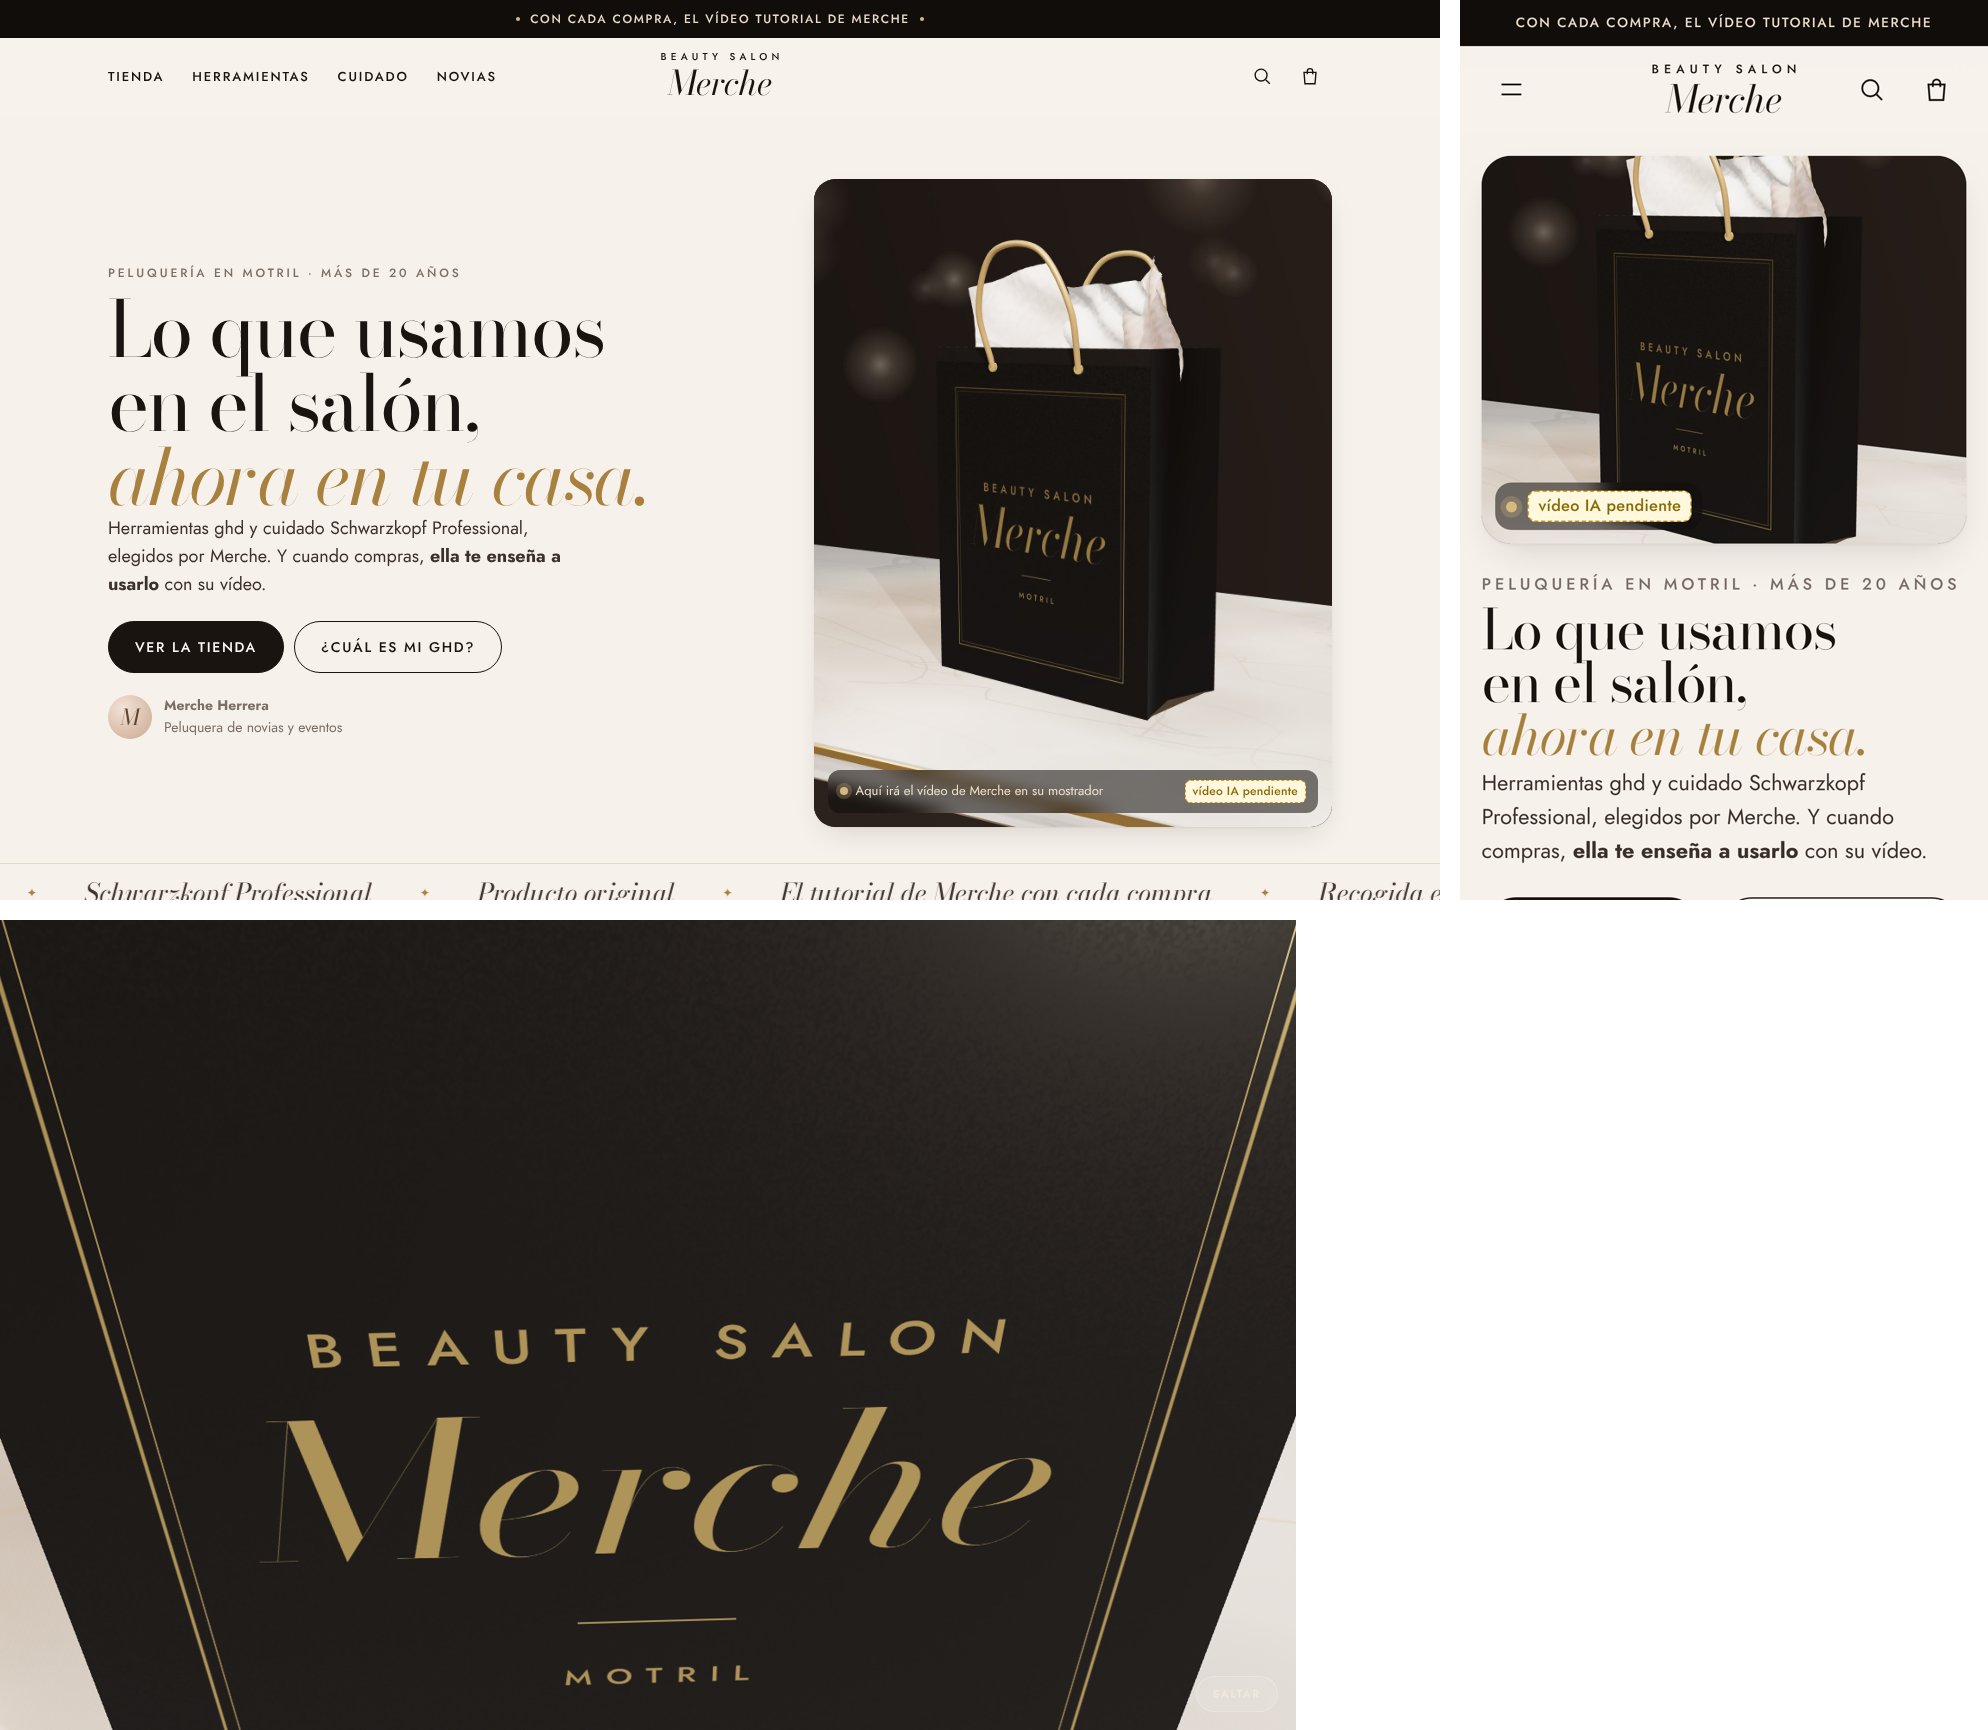 CON CADA COMPRA, EL VÍDEO TUTORIAL DE MERCHE
TIENDA HERRAMIENTAS CUIDADO NOVIAS
BEAUTY SALON
Merche
PELUQUERÍA EN MOTRIL · MÁS DE 20 AÑOS
Lo que usamos
en el salón,
ahora en tu casa.
Herramientas ghd y cuidado Schwarzkopf Professional,
elegidos por Merche. Y cuando compras, ella te enseña a
usarlo con su vídeo.
VER LA TIENDA
¿CUÁL ES MI GHD?
M
Merche Herrera
Peluquera de novias y eventos
BEAUTY SALON
Merche
MOTRIL
Aquí irá el vídeo de Merche en su mostrador
vídeo IA pendiente
Schwarzkopf Professional ✦ Producto original ✦ El tutorial de Merche con cada compra ✦ Recogida e
CON CADA COMPRA, EL VÍDEO TUTORIAL DE MERCHE
BEAUTY SALON
Merche
BEAUTY SALON
Merche
MOTRIL
vídeo IA pendiente
PELUQUERÍA EN MOTRIL · MÁS DE 20 AÑOS
Lo que usamos
en el salón,
ahora en tu casa.
Herramientas ghd y cuidado Schwarzkopf
Professional, elegidos por Merche. Y cuando
compras, ella te enseña a usarlo con su vídeo.
BEAUTY SALON
Merche
MOTRIL
SALTAR